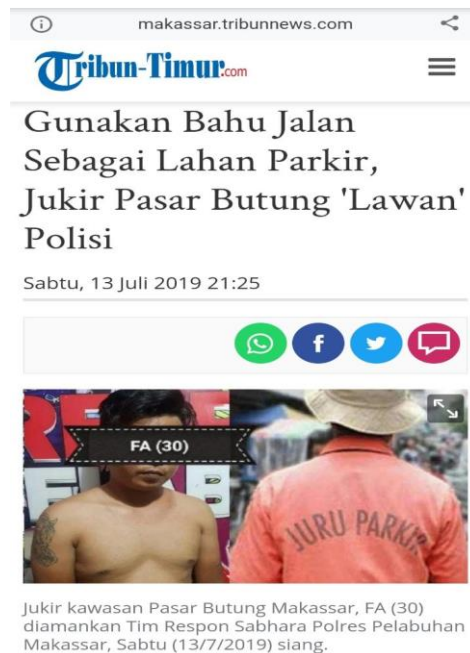 makassar.tribunnews.com
Tribun-Timur.com
Gunakan Bahu Jalan
Sebagai Lahan Parkir,
Jukir Pasar Butung 'Lawan'
Polisi
Sabtu, 13 Juli 2019 21:25
FA (30)
JURU PARKIR
Jukir kawasan Pasar Butung Makassar, FA (30)
diamankan Tim Respon Sabhara Polres Pelabuhan
Makassar, Sabtu (13/7/2019) siang.